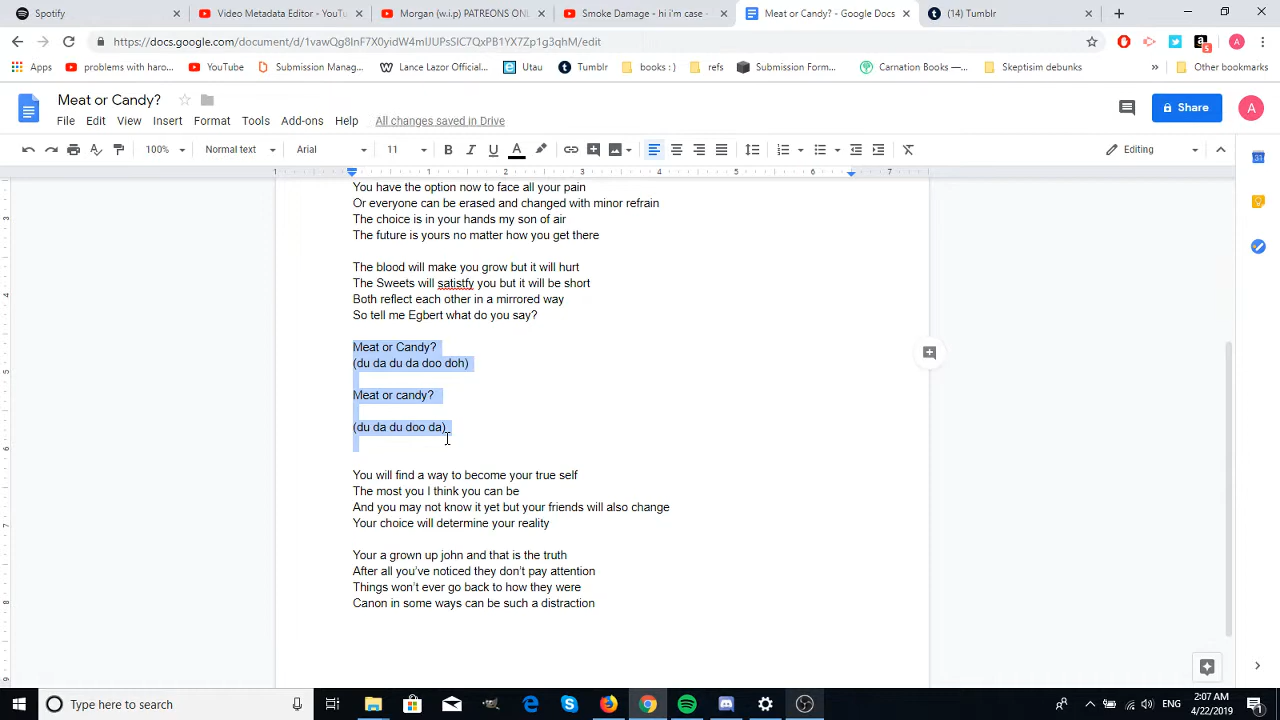 Spotify
Video Metadata Editor - YouTu
Morgan (w.i.p) PATREONS ONL
Smoke Damage - hi i'm case -
Meat or Candy? - Google Docs
(14) Tumblr
https://docs.google.com/document/d/1vawQg8InF7X0yidW4mUUPsSlC7QxPB1YX7Zp1g3qhM/edit
Apps
problems with haro...
YouTube
Submission Manag...
Lance Lazor Official...
Utau
Tumblr
books :)
refs
Submission Form...
Carnation Books —...
Skeptisim debunks
Other bookmarks
Meat or Candy?
File Edit View Insert Format Tools Add-ons Help All changes saved in Drive
Share
A
100% Normal text Arial 11 B I U A Editing
1 1 2 3 4 5 6 7
You have the option now to face all your pain
Or everyone can be erased and changed with minor refrain
The choice is in your hands my son of air
The future is yours no matter how you get there
The blood will make you grow but it will hurt
The Sweets will satistfy you but it will be short
Both reflect each other in a mirrored way
So tell me Egbert what do you say?
Meat or Candy?
(du da du da doo doh)
Meat or candy?
(du da du doo da)
You will find a way to become your true self
The most you I think you can be
And you may not know it yet but your friends will also change
Your choice will determine your reality
Your a grown up john and that is the truth
After all you've noticed they don't pay attention
Things won't ever go back to how they were
Canon in some ways can be such a distraction
Type here to search
ENG
2:07 AM
4/22/2019